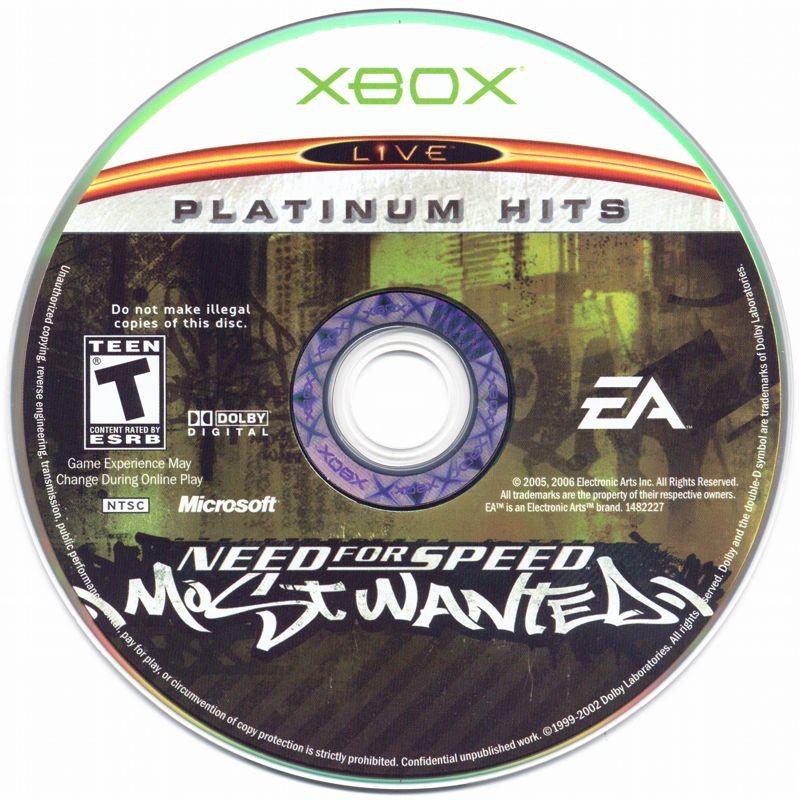 XBOX
LIVE™
PLATINUM HITS
Do not make illegal
copies of this disc.
TEEN
T
®
CONTENT RATED BY
ESRB
DOLBY
DIGITAL
Game Experience May
Change During Online Play
NTSC
Microsoft
XBOX
EA™
© 2005, 2006 Electronic Arts Inc. All Rights Reserved.
All trademarks are the property of their respective owners.
EA™ is an Electronic Arts™ brand. 1482227
NEED FOR SPEED
MOST WANTED
Unauthorized copying, reverse engineering, transmission, public performance, rental, pay for play, or circumvention of copy protection is strictly prohibited. Confidential unpublished work. ©1999-2002 Dolby Laboratories. All rights reserved. Dolby and the double-D symbol are trademarks of Dolby Laboratories.